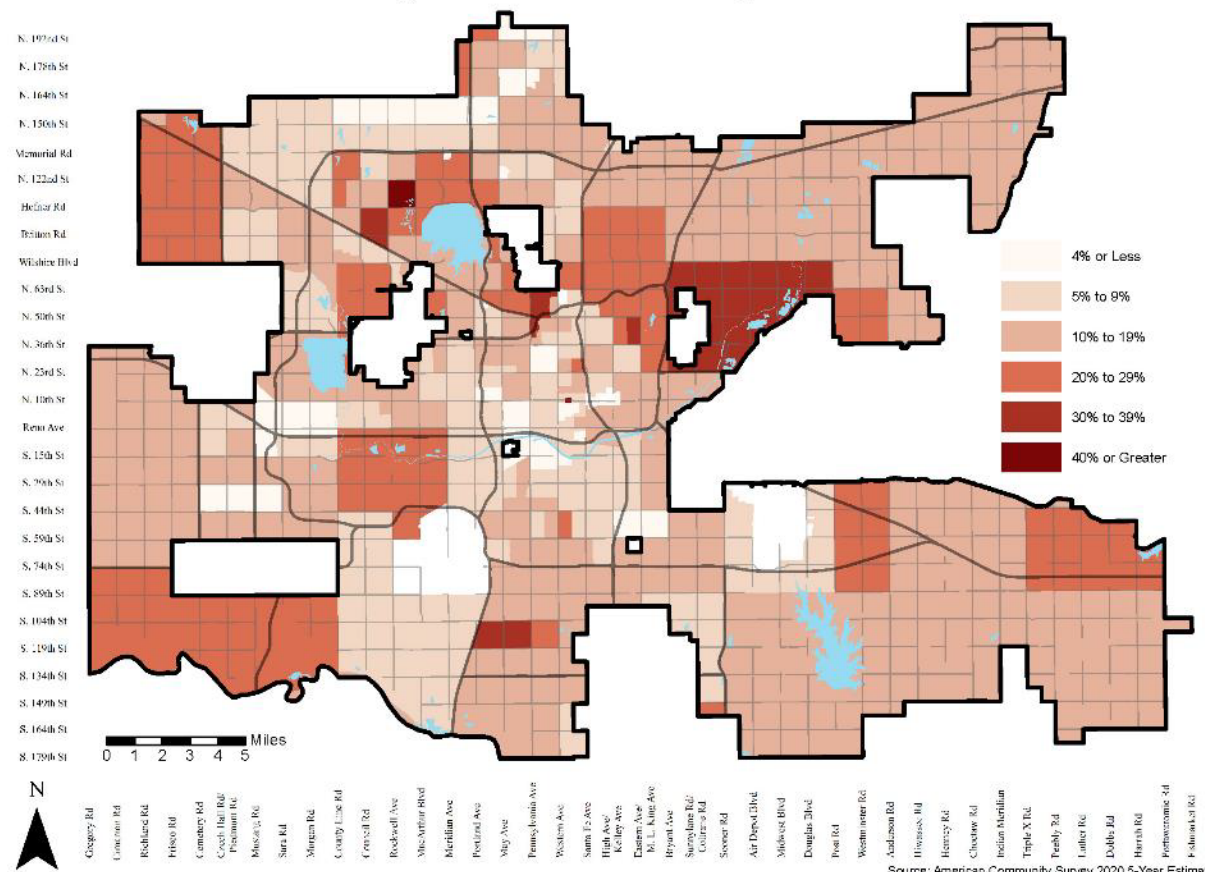 N. 192nd St
N. 178th St
N. 164th St
N. 150th St
Memorial Rd
N. 122nd St
Hefner Rd
Britton Rd
Wilshire Blvd
N. 63rd St
N. 50th St
N. 36th St
N. 23rd St
N. 10th St
Reno Ave
S. 15th St
S. 29th St
S. 44th St
S. 59th St
S. 74th St
S. 89th St
S. 104th St
S. 119th St
S. 134th St
S. 149th St
S. 164th St
S. 179th St
4% or Less
5% to 9%
10% to 19%
20% to 29%
30% to 39%
40% or Greater
Miles
0 1 2 3 4 5
N
Gregory Rd
Cimarron Rd
Richland Rd
Frisco Rd
Cemetery Rd
Czech Hall Rd/
Piedmont Rd
Mustang Rd
Sara Rd
Morgan Rd
County Line Rd
Council Rd
Rockwell Ave
MacArthur Blvd
Meridian Ave
Portland Ave
May Ave
Pennsylvania Ave
Western Ave
Santa Fe Ave
High Ave/
Kelley Ave
Eastern Ave/
M. L. King Ave
Bryant Ave
Sunnylane Rd/
Coltrane Rd
Sooner Rd
Air Depot Blvd
Midwest Blvd
Douglas Blvd
Post Rd
Westminster Rd
Anderson Rd
Hiwassee Rd
Henney Rd
Choctaw Rd
Indian Meridian
Triple X Rd
Peebly Rd
Luther Rd
Dobbs Rd
Harrah Rd
Pottawatomie Rd
Fishmarket Rd
Source: American Community Survey 2020 5-Year Estimat